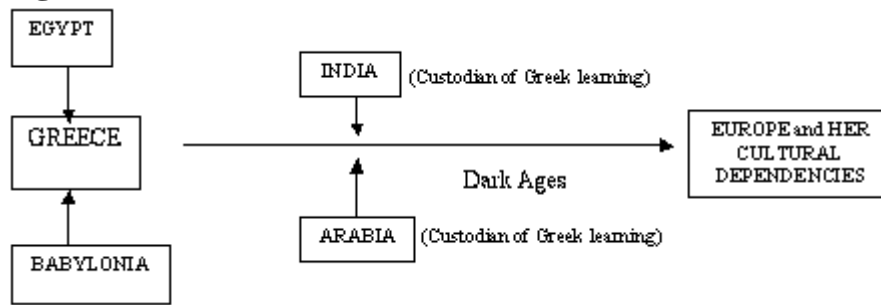 EGYPT
INDIA
(Custodian of Greek learning)
GREECE
EUROPE and HER
CULTURAL
DEPENDENCIES
Dark Ages
ARABIA
(Custodian of Greek learning)
BABYLONIA